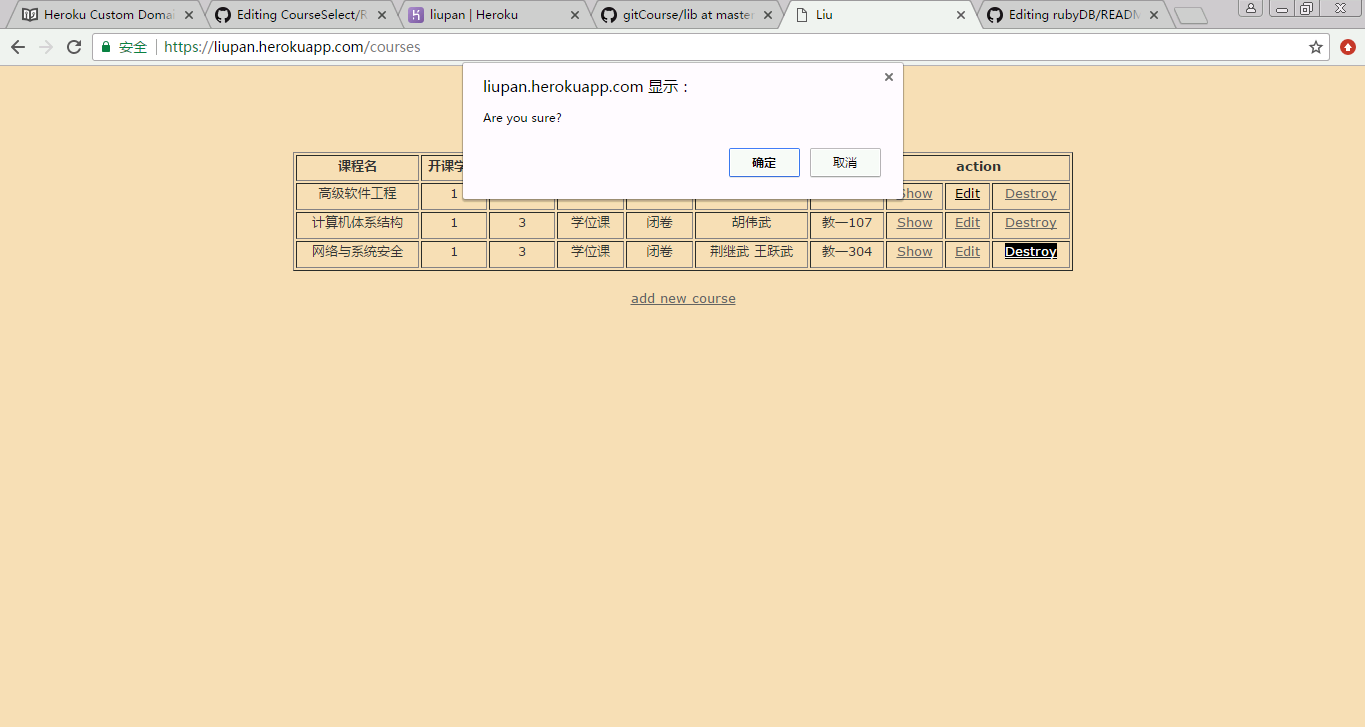 Heroku Custom Domai
Editing CourseSelect/R
liupan | Heroku
gitCourse/lib at master
Liu
Editing rubyDB/README
安全 https://liupan.herokuapp.com/courses
liupan.herokuapp.com 显示：
Are you sure?
确定 取消
课程名 开课学 action
高级软件工程 1 Show Edit Destroy
计算机体系结构 1 3 学位课 闭卷 胡伟武 教一107 Show Edit Destroy
网络与系统安全 1 3 学位课 闭卷 荆继武 王跃武 教一304 Show Edit Destroy
add new course